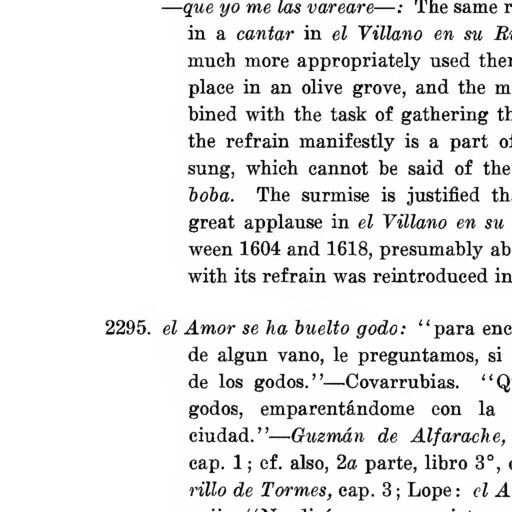 —que yo me las vareare—: The same r
in a cantar in el Villano en su R
much more appropriately used ther
place in an olive grove, and the m
bined with the task of gathering th
the refrain manifestly is a part of
sung, which cannot be said of the
boba. The surmise is justified th
great applause in el Villano en su
ween 1604 and 1618, presumably ab
with its refrain was reintroduced in
2295. el Amor se ha buelto godo: “para enc
de algun vano, le preguntamos, si
de los godos.”—Covarrubias. “Q
godos, emparentándome con la
ciudad.”—Guzmán de Alfarache,
cap. 1; cf. also, 2a parte, libro 3°,
rillo de Tormes, cap. 3; Lope: el A